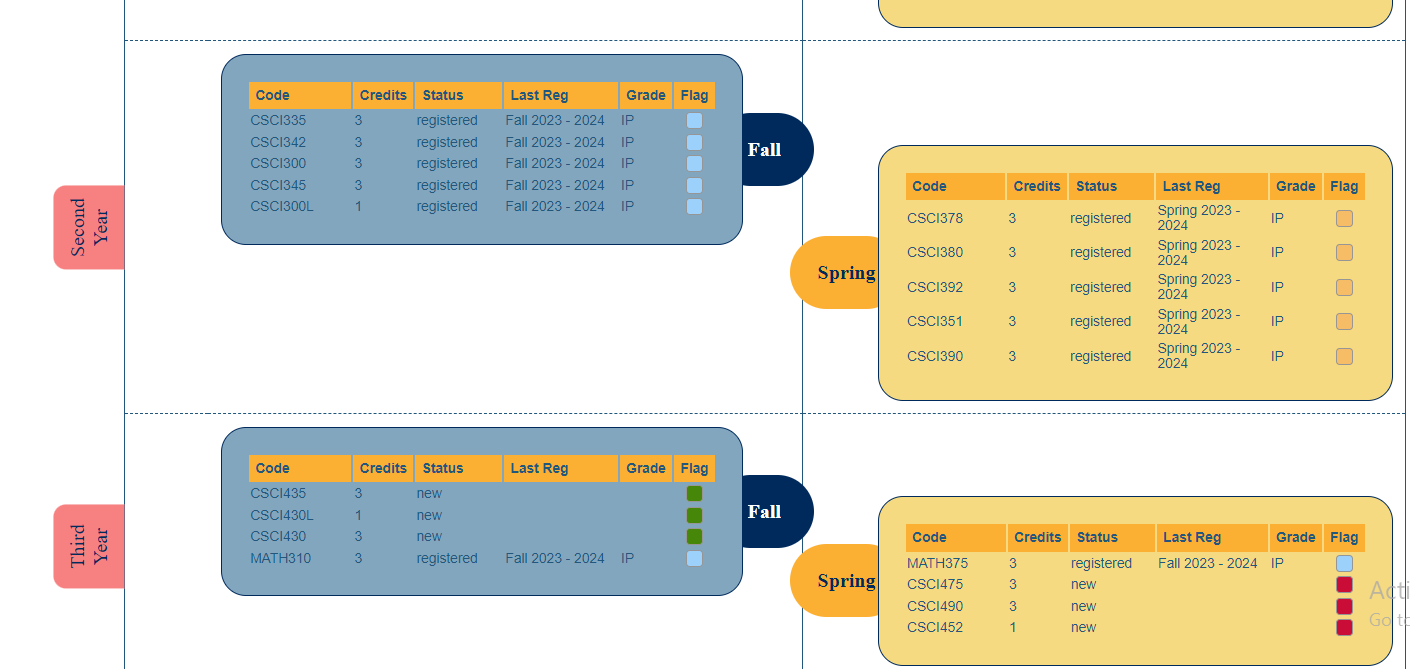 Second
Year
Code Credits Status Last Reg Grade Flag
CSCI335 3 registered Fall 2023 - 2024 IP
CSCI342 3 registered Fall 2023 - 2024 IP
CSCI300 3 registered Fall 2023 - 2024 IP
CSCI345 3 registered Fall 2023 - 2024 IP
CSCI300L 1 registered Fall 2023 - 2024 IP
Fall
Spring
Code Credits Status Last Reg Grade Flag
CSCI378 3 registered Spring 2023 -
2024 IP
CSCI380 3 registered Spring 2023 -
2024 IP
CSCI392 3 registered Spring 2023 -
2024 IP
CSCI351 3 registered Spring 2023 -
2024 IP
CSCI390 3 registered Spring 2023 -
2024 IP
Third
Year
Code Credits Status Last Reg Grade Flag
CSCI435 3 new
CSCI430L 1 new
CSCI430 3 new
MATH310 3 registered Fall 2023 - 2024 IP
Fall
Spring
Code Credits Status Last Reg Grade Flag
MATH375 3 registered Fall 2023 - 2024 IP
CSCI475 3 new
CSCI490 3 new
CSCI452 1 new
Acti
Go to